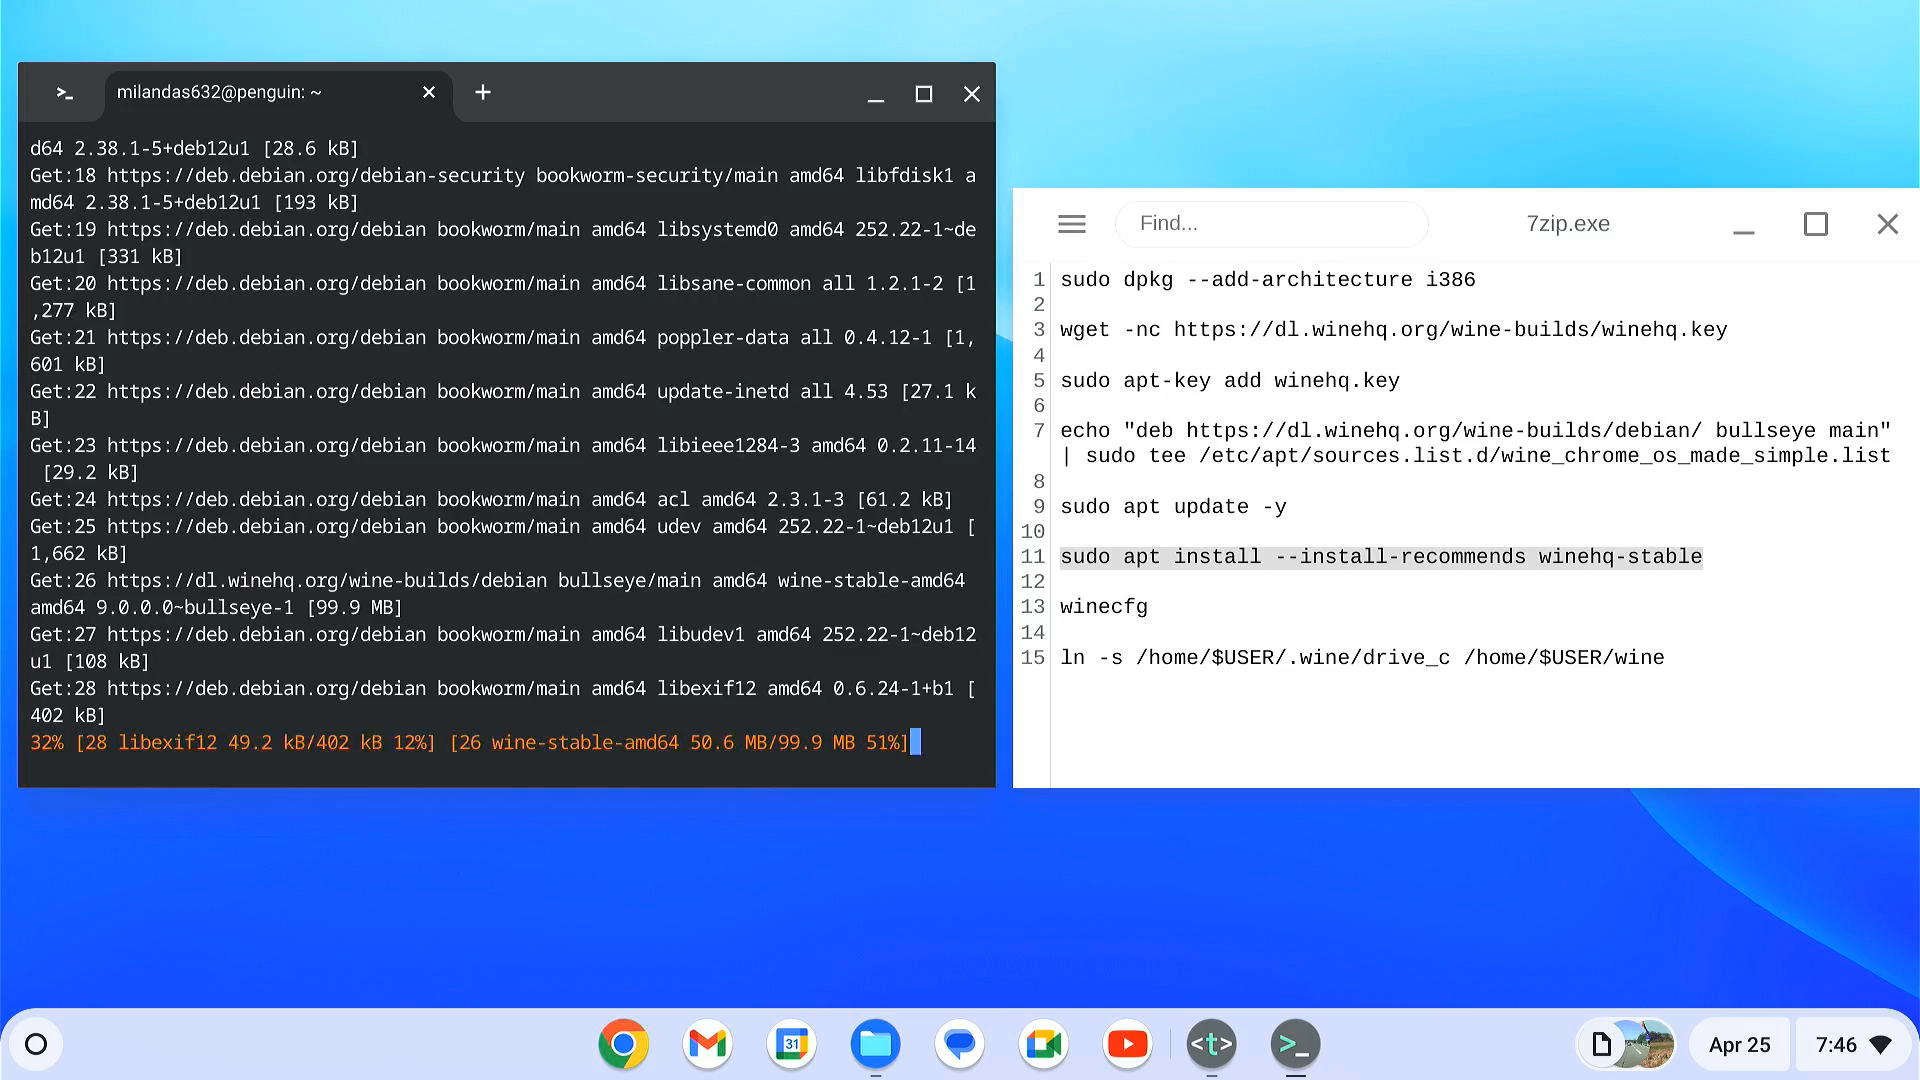 milandas632@penguin: ~
d64 2.38.1-5+deb12u1 [28.6 kB]
Get:18 https://deb.debian.org/debian-security bookworm-security/main amd64 libfdisk1 a
md64 2.38.1-5+deb12u1 [193 kB]
Get:19 https://deb.debian.org/debian bookworm/main amd64 libsystemd0 amd64 252.22-1~de
b12u1 [331 kB]
Get:20 https://deb.debian.org/debian bookworm/main amd64 libsane-common all 1.2.1-2 [1
,277 kB]
Get:21 https://deb.debian.org/debian bookworm/main amd64 poppler-data all 0.4.12-1 [1,
601 kB]
Get:22 https://deb.debian.org/debian bookworm/main amd64 update-inetd all 4.53 [27.1 k
B]
Get:23 https://deb.debian.org/debian bookworm/main amd64 libieee1284-3 amd64 0.2.11-14
[29.2 kB]
Get:24 https://deb.debian.org/debian bookworm/main amd64 acl amd64 2.3.1-3 [61.2 kB]
Get:25 https://deb.debian.org/debian bookworm/main amd64 udev amd64 252.22-1~deb12u1 [
1,662 kB]
Get:26 https://dl.winehq.org/wine-builds/debian bullseye/main amd64 wine-stable-amd64
amd64 9.0.0.0~bullseye-1 [99.9 MB]
Get:27 https://deb.debian.org/debian bookworm/main amd64 libudev1 amd64 252.22-1~deb12
u1 [108 kB]
Get:28 https://deb.debian.org/debian bookworm/main amd64 libexif12 amd64 0.6.24-1+b1 [
402 kB]
32% [28 libexif12 49.2 kB/402 kB 12%] [26 wine-stable-amd64 50.6 MB/99.9 MB 51%]
Find...
7zip.exe
1 sudo dpkg --add-architecture i386
2
3 wget -nc https://dl.winehq.org/wine-builds/winehq.key
4
5 sudo apt-key add winehq.key
6
7 echo "deb https://dl.winehq.org/wine-builds/debian/ bullseye main"
| sudo tee /etc/apt/sources.list.d/wine_chrome_os_made_simple.list
8
9 sudo apt update -y
10
11 sudo apt install --install-recommends winehq-stable
12
13 winecfg
14
15 ln -s /home/$USER/.wine/drive_c /home/$USER/wine
31
<t>
>_
Apr 25
7:46